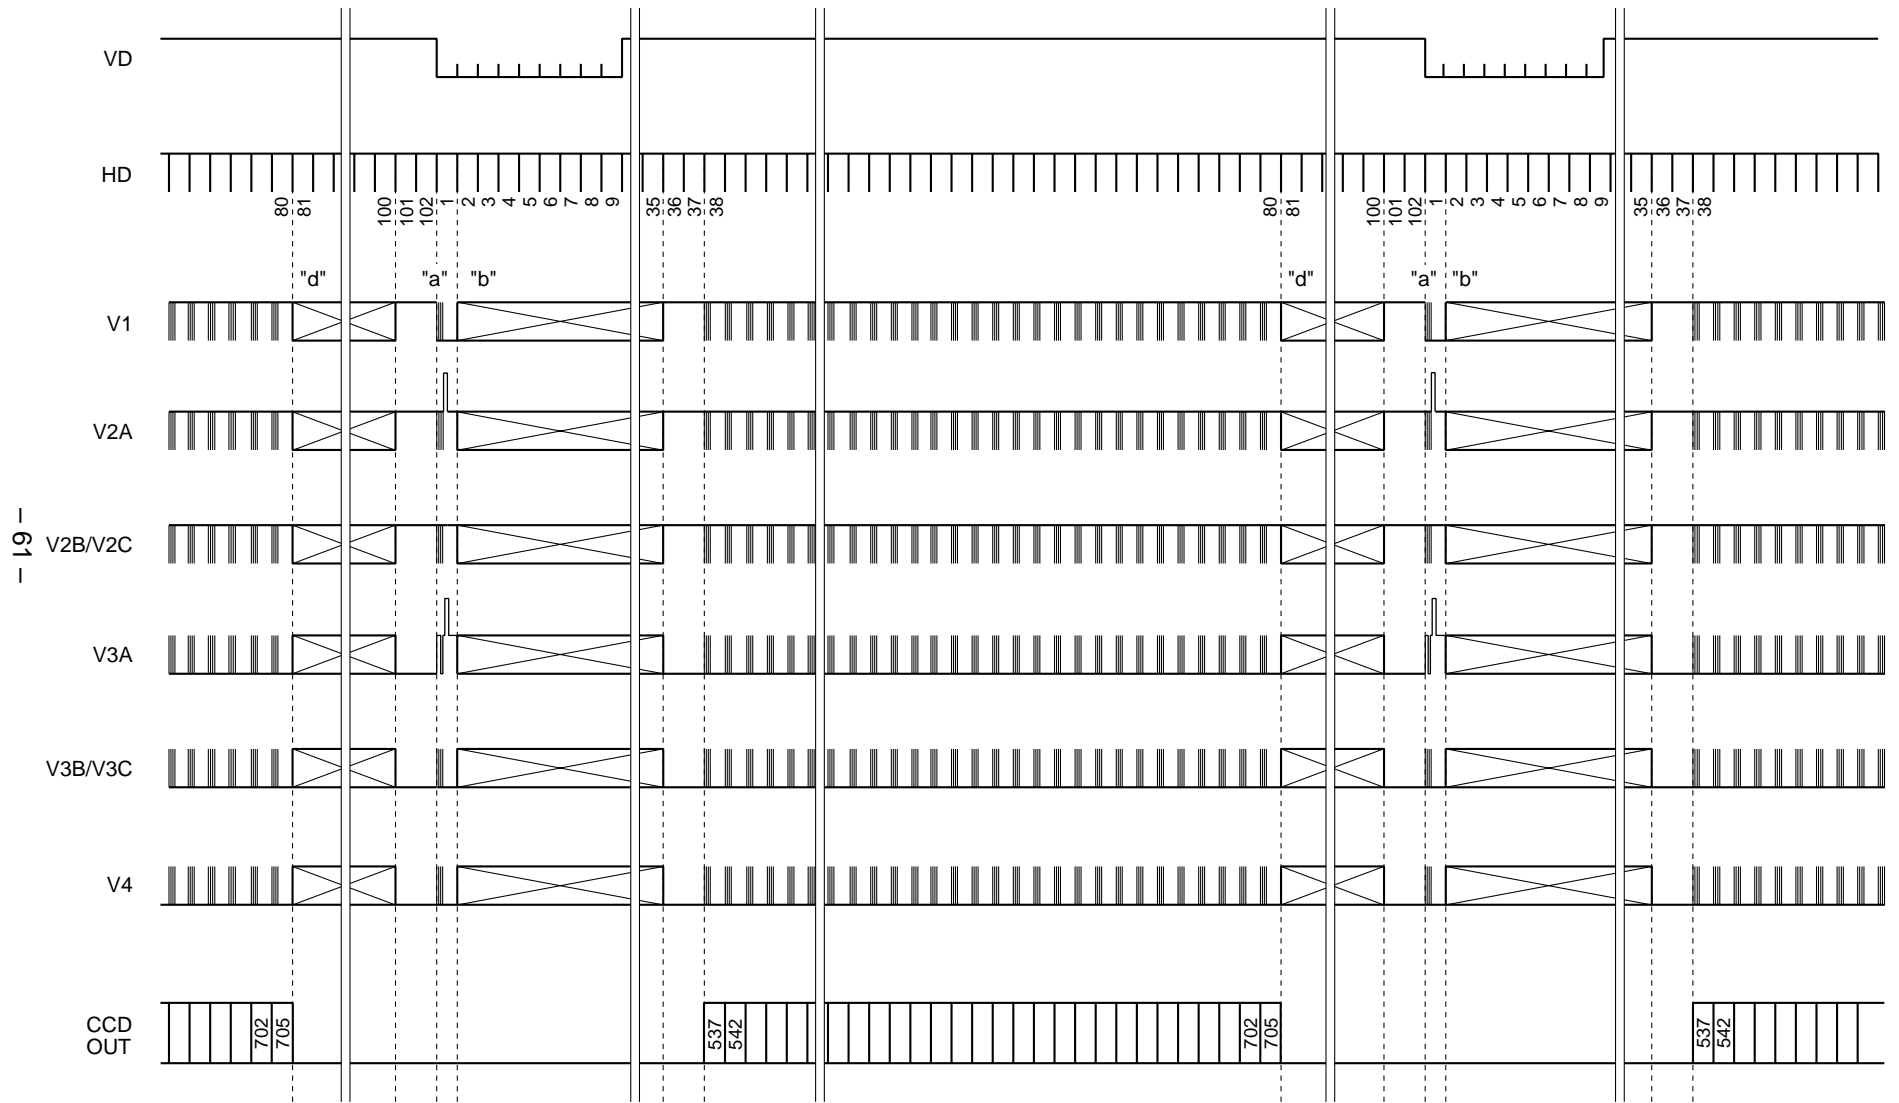 VD
HD
80 81 100 101 102 1 2 3 4 5 6 7 8 9 35 36 37 38 80 81 100 101 102 1 2 3 4 5 6 7 8 9 35 36 37 38
"d" "a" "b" "d" "a" "b"
V1
V2A
V2B/V2C
V3A
V3B/V3C
V4
CCD OUT
702 705 537 542 702 705 537 542
– 61 –